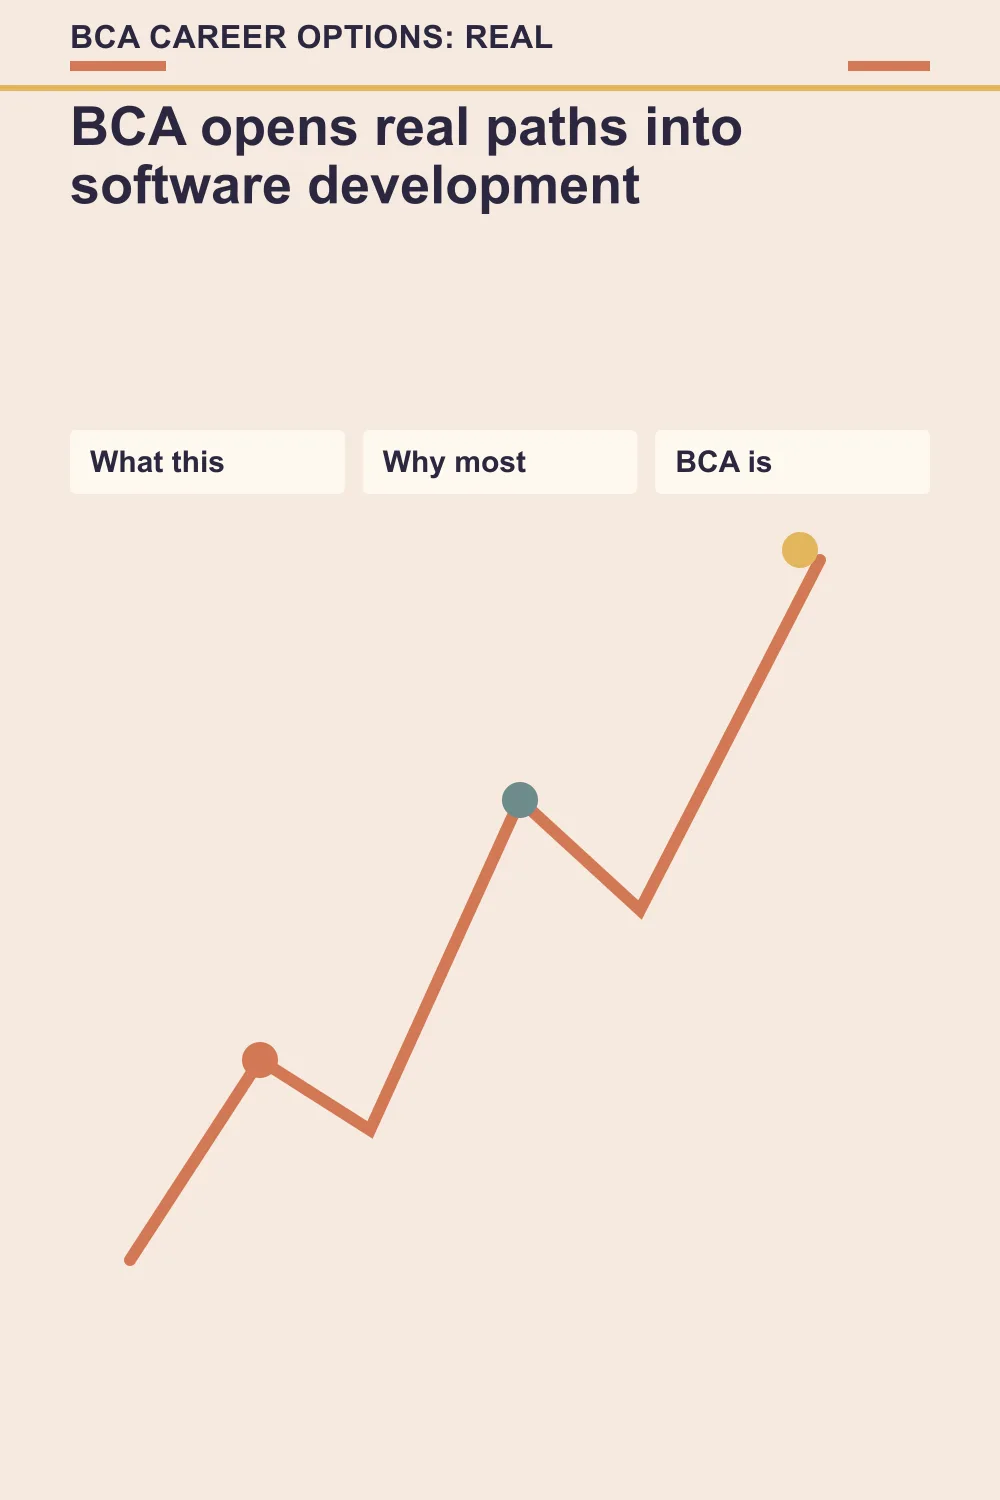 BCA CAREER OPTIONS: REAL
BCA opens real paths into
software development
What this
Why most
BCA is